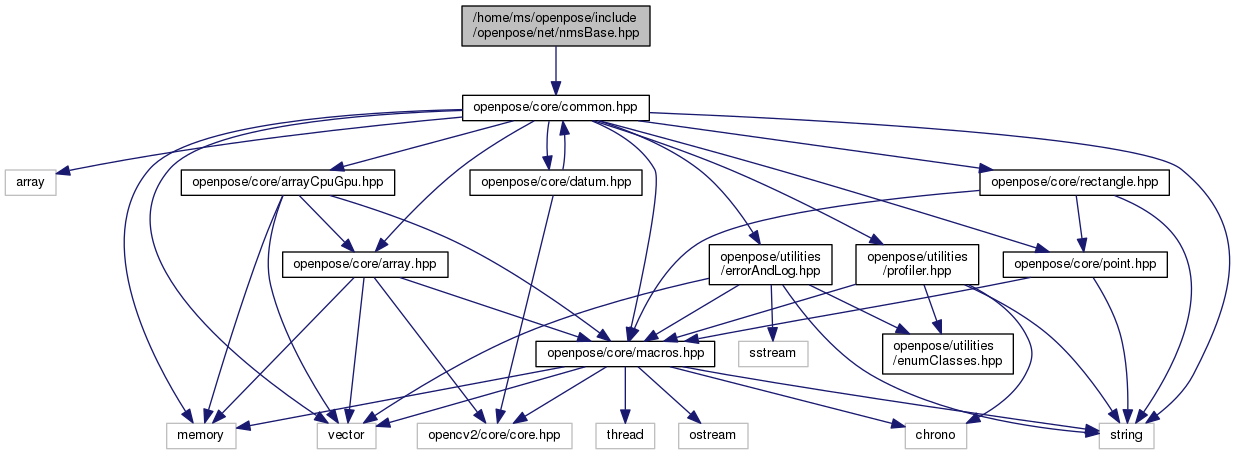 /home/ms/openpose/include
/openpose/net/nmsBase.hpp
openpose/core/common.hpp
array
openpose/core/arrayCpuGpu.hpp
openpose/core/datum.hpp
openpose/core/rectangle.hpp
openpose/core/array.hpp
openpose/utilities
/errorAndLog.hpp
openpose/utilities
/profiler.hpp
openpose/core/point.hpp
openpose/core/macros.hpp
sstream
openpose/utilities
/enumClasses.hpp
memory
vector
opencv2/core/core.hpp
thread
ostream
chrono
string